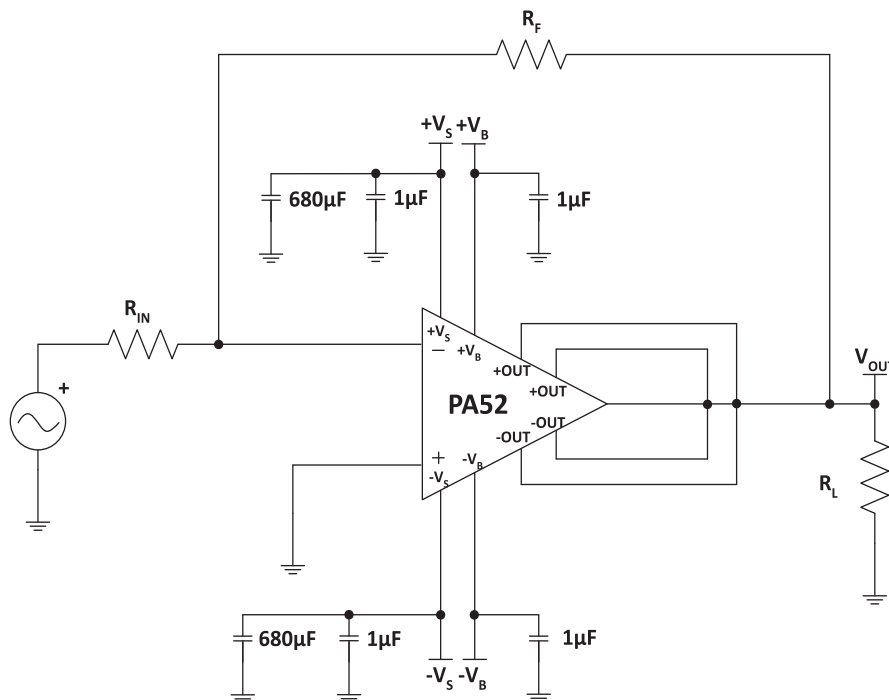 R_F
+V_S +V_B
680µF 1µF 1µF
R_IN
+V_S
− +V_B
+OUT
+OUT
V_OUT
+
PA52
-OUT
-OUT
+ -V_B
-V_S
R_L
680µF 1µF 1µF
-V_S -V_B